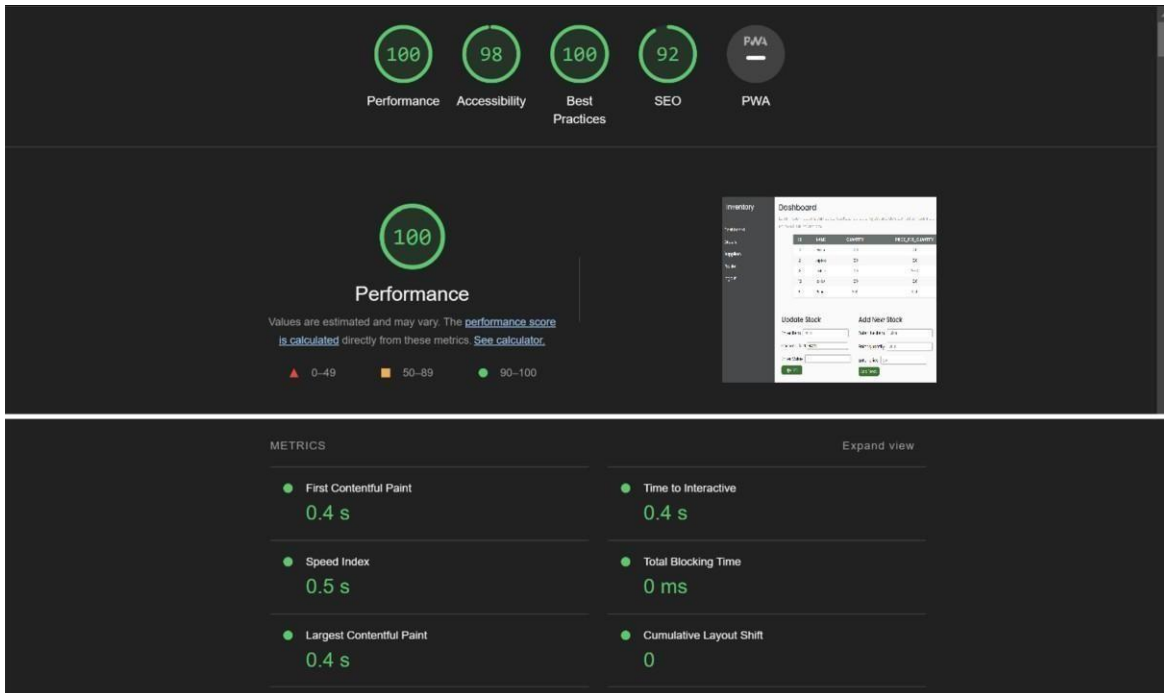 100 98 100 92 PWA
Performance Accessibility Best Practices SEO PWA
100
Performance
Values are estimated and may vary. The performance score
is calculated directly from these metrics. See calculator.
0–49 50–89 90–100
Inventory
Dashboard
Update Stock
Add New Stock
METRICS
Expand view
First Contentful Paint
0.4 s
Time to Interactive
0.4 s
Speed Index
0.5 s
Total Blocking Time
0 ms
Largest Contentful Paint
0.4 s
Cumulative Layout Shift
0